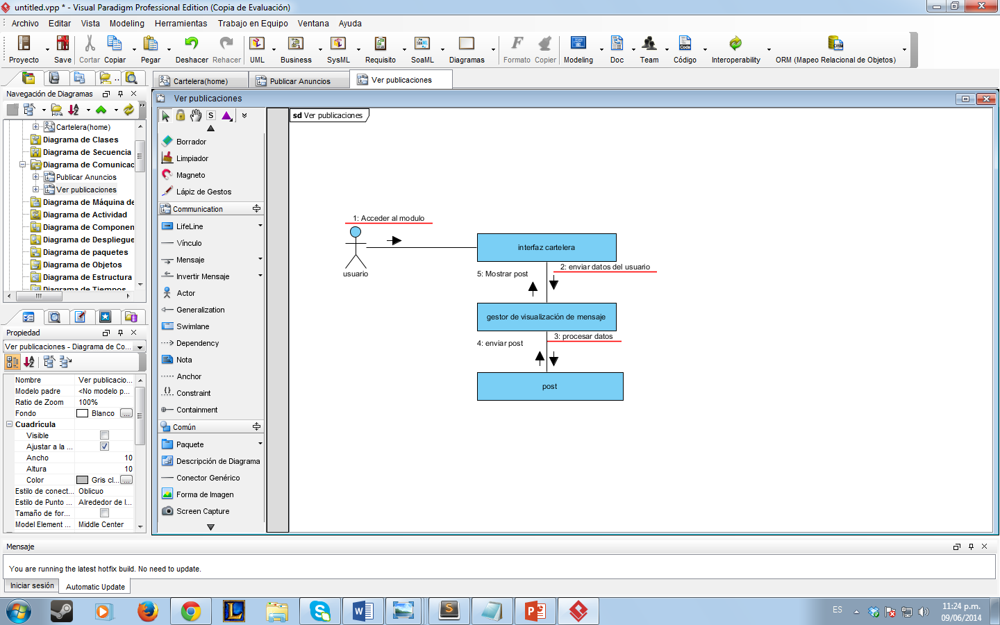 untitled.vpp * - Visual Paradigm Professional Edition (Copia de Evaluación)
Archivo Editar Vista Modeling Herramientas Trabajo en Equipo Ventana Ayuda
Proyecto Save Cortar Copiar Pegar Deshacer Rehacer UML Business SysML Requisito SoaML Diagramas Formato Copier Modeling Doc Team Código Interoperability ORM (Mapeo Relacional de Objetos)
Cartelera(home) Publicar Anuncios Ver publicaciones
Navegación de Diagramas
Cartelera(home)
Diagrama de Clases
Diagrama de Secuencia
Diagrama de Comunicac
Publicar Anuncios
Ver publicaciones
Diagrama de Máquina de
Diagrama de Actividad
Diagrama de Componen
Diagrama de Despliegue
Diagrama de paquetes
Diagrama de Objetos
Diagrama de Estructura
Diagrama de Tiempos
Propiedad
Ver publicaciones - Diagrama de Co...
Nombre Ver publicacio...
Modelo padre <No modelo p...
Ratio de Zoom 100%
Fondo Blanco ...
Cuadrícula
Visible
Ajustar a la ...
Ancho 10
Altura 10
Color Gris cl... ...
Estilo de conect... Oblicuo
Estilo de Punto ... Alrededor de l...
Tamaño de for...
Model Element ... Middle Center
Ver publicaciones
S
Borrador
Limpiador
Magneto
Lápiz de Gestos
Communication
LifeLine
Vínculo
Mensaje
Invertir Mensaje
Actor
Generalization
Swimlane
Dependency
Nota
Anchor
Constraint
Containment
Común
Paquete
Descripción de Diagrama
Conector Genérico
Forma de Imagen
Screen Capture
sd Ver publicaciones
1: Acceder al modulo
usuario
interfaz cartelera
2: enviar datos del usuario
5: Mostrar post
gestor de visualización de mensaje
3: procesar datos
4: enviar post
post
Mensaje
You are running the latest hotfix build. No need to update.
Iniciar sesión Automatic Update
ES
11:24 p.m.
09/06/2014